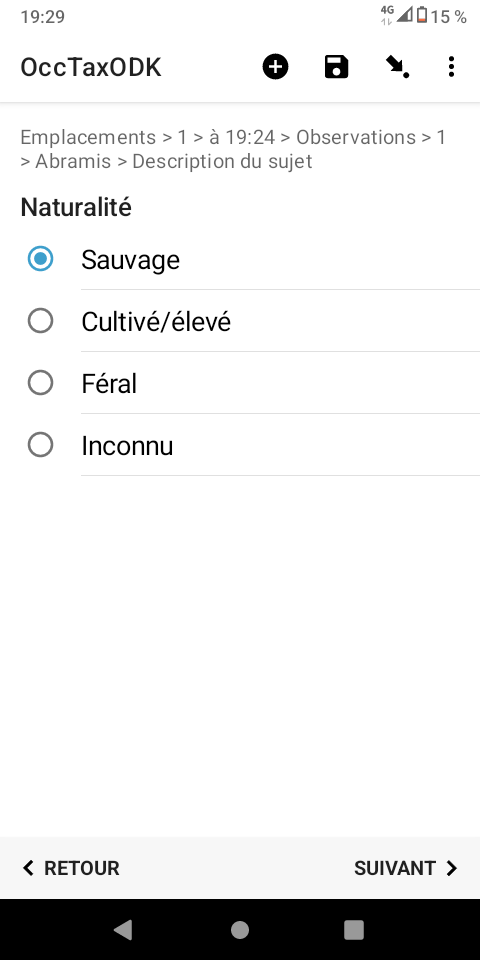 19:29
4G
15 %
OccTaxODK
Emplacements > 1 > à 19:24 > Observations > 1
> Abramis > Description du sujet
Naturalité
Sauvage
Cultivé/élevé
Féral
Inconnu
RETOUR
SUIVANT